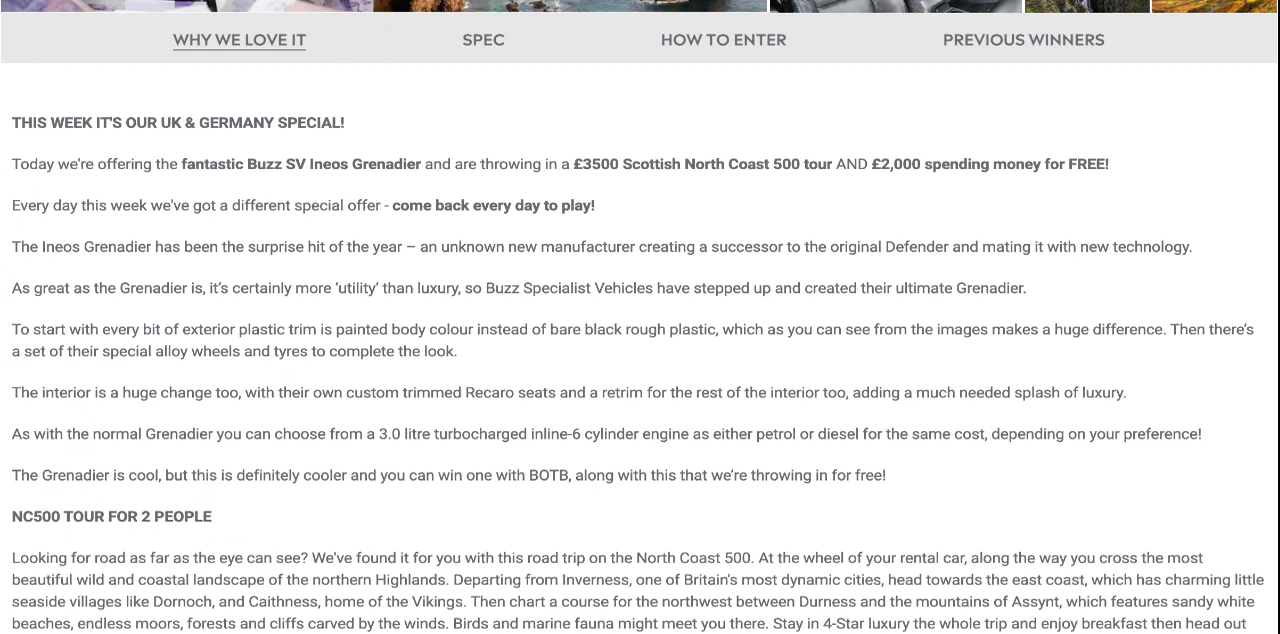 WHY WE LOVE IT SPEC HOW TO ENTER PREVIOUS WINNERS
THIS WEEK IT'S OUR UK & GERMANY SPECIAL!
Today we're offering the fantastic Buzz SV Ineos Grenadier and are throwing in a £3500 Scottish North Coast 500 tour AND £2,000 spending money for FREE!
Every day this week we've got a different special offer - come back every day to play!
The Ineos Grenadier has been the surprise hit of the year – an unknown new manufacturer creating a successor to the original Defender and mating it with new technology.
As great as the Grenadier is, it’s certainly more ‘utility’ than luxury, so Buzz Specialist Vehicles have stepped up and created their ultimate Grenadier.
To start with every bit of exterior plastic trim is painted body colour instead of bare black rough plastic, which as you can see from the images makes a huge difference. Then there’s
a set of their special alloy wheels and tyres to complete the look.
The interior is a huge change too, with their own custom trimmed Recaro seats and a retrim for the rest of the interior too, adding a much needed splash of luxury.
As with the normal Grenadier you can choose from a 3.0 litre turbocharged inline-6 cylinder engine as either petrol or diesel for the same cost, depending on your preference!
The Grenadier is cool, but this is definitely cooler and you can win one with BOTB, along with this that we’re throwing in for free!
NC500 TOUR FOR 2 PEOPLE
Looking for road as far as the eye can see? We've found it for you with this road trip on the North Coast 500. At the wheel of your rental car, along the way you cross the most
beautiful wild and coastal landscape of the northern Highlands. Departing from Inverness, one of Britain's most dynamic cities, head towards the east coast, which has charming little
seaside villages like Dornoch, and Caithness, home of the Vikings. Then chart a course for the northwest between Durness and the mountains of Assynt, which features sandy white
beaches, endless moors, forests and cliffs carved by the winds. Birds and marine fauna might meet you there. Stay in 4-Star luxury the whole trip and enjoy breakfast then head out